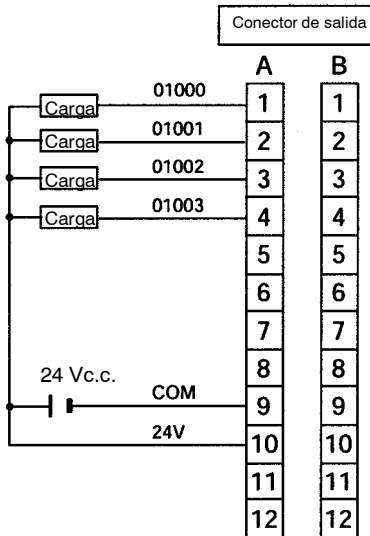 Conector de salida
A B
01000
Carga 1 1
01001
Carga 2 2
01002
Carga 3 3
01003
Carga 4 4
5 5
6 6
7 7
8 8
24 Vc.c.
COM
9 9
24V
10 10
11 11
12 12